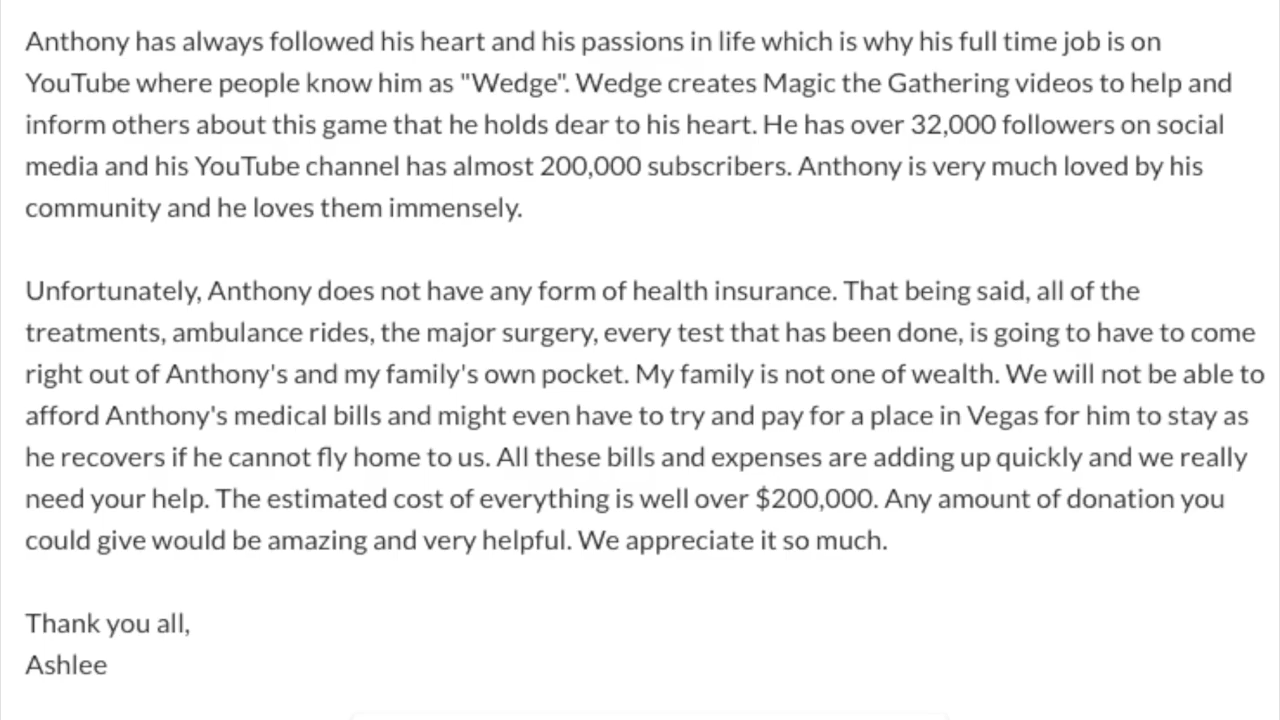 Anthony has always followed his heart and his passions in life which is why his full time job is on
YouTube where people know him as "Wedge". Wedge creates Magic the Gathering videos to help and
inform others about this game that he holds dear to his heart. He has over 32,000 followers on social
media and his YouTube channel has almost 200,000 subscribers. Anthony is very much loved by his
community and he loves them immensely.
Unfortunately, Anthony does not have any form of health insurance. That being said, all of the
treatments, ambulance rides, the major surgery, every test that has been done, is going to have to come
right out of Anthony's and my family's own pocket. My family is not one of wealth. We will not be able to
afford Anthony's medical bills and might even have to try and pay for a place in Vegas for him to stay as
he recovers if he cannot fly home to us. All these bills and expenses are adding up quickly and we really
need your help. The estimated cost of everything is well over $200,000. Any amount of donation you
could give would be amazing and very helpful. We appreciate it so much.
Thank you all,
Ashlee